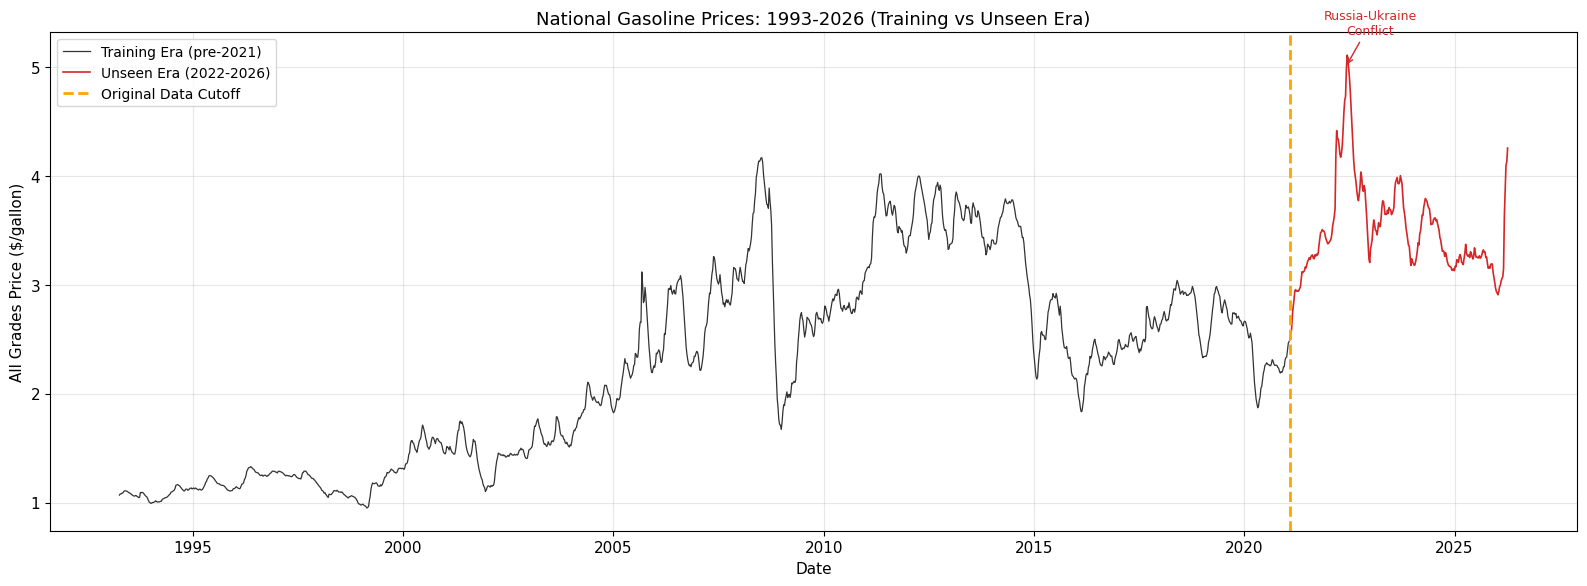 National Gasoline Prices: 1993-2026 (Training vs Unseen Era)
Russia-Ukraine
Conflict
Training Era (pre-2021)
Unseen Era (2022-2026)
Original Data Cutoff
All Grades Price ($/gallon)
5
4
3
2
1
1995
2000
2005
2010
2015
2020
2025
Date